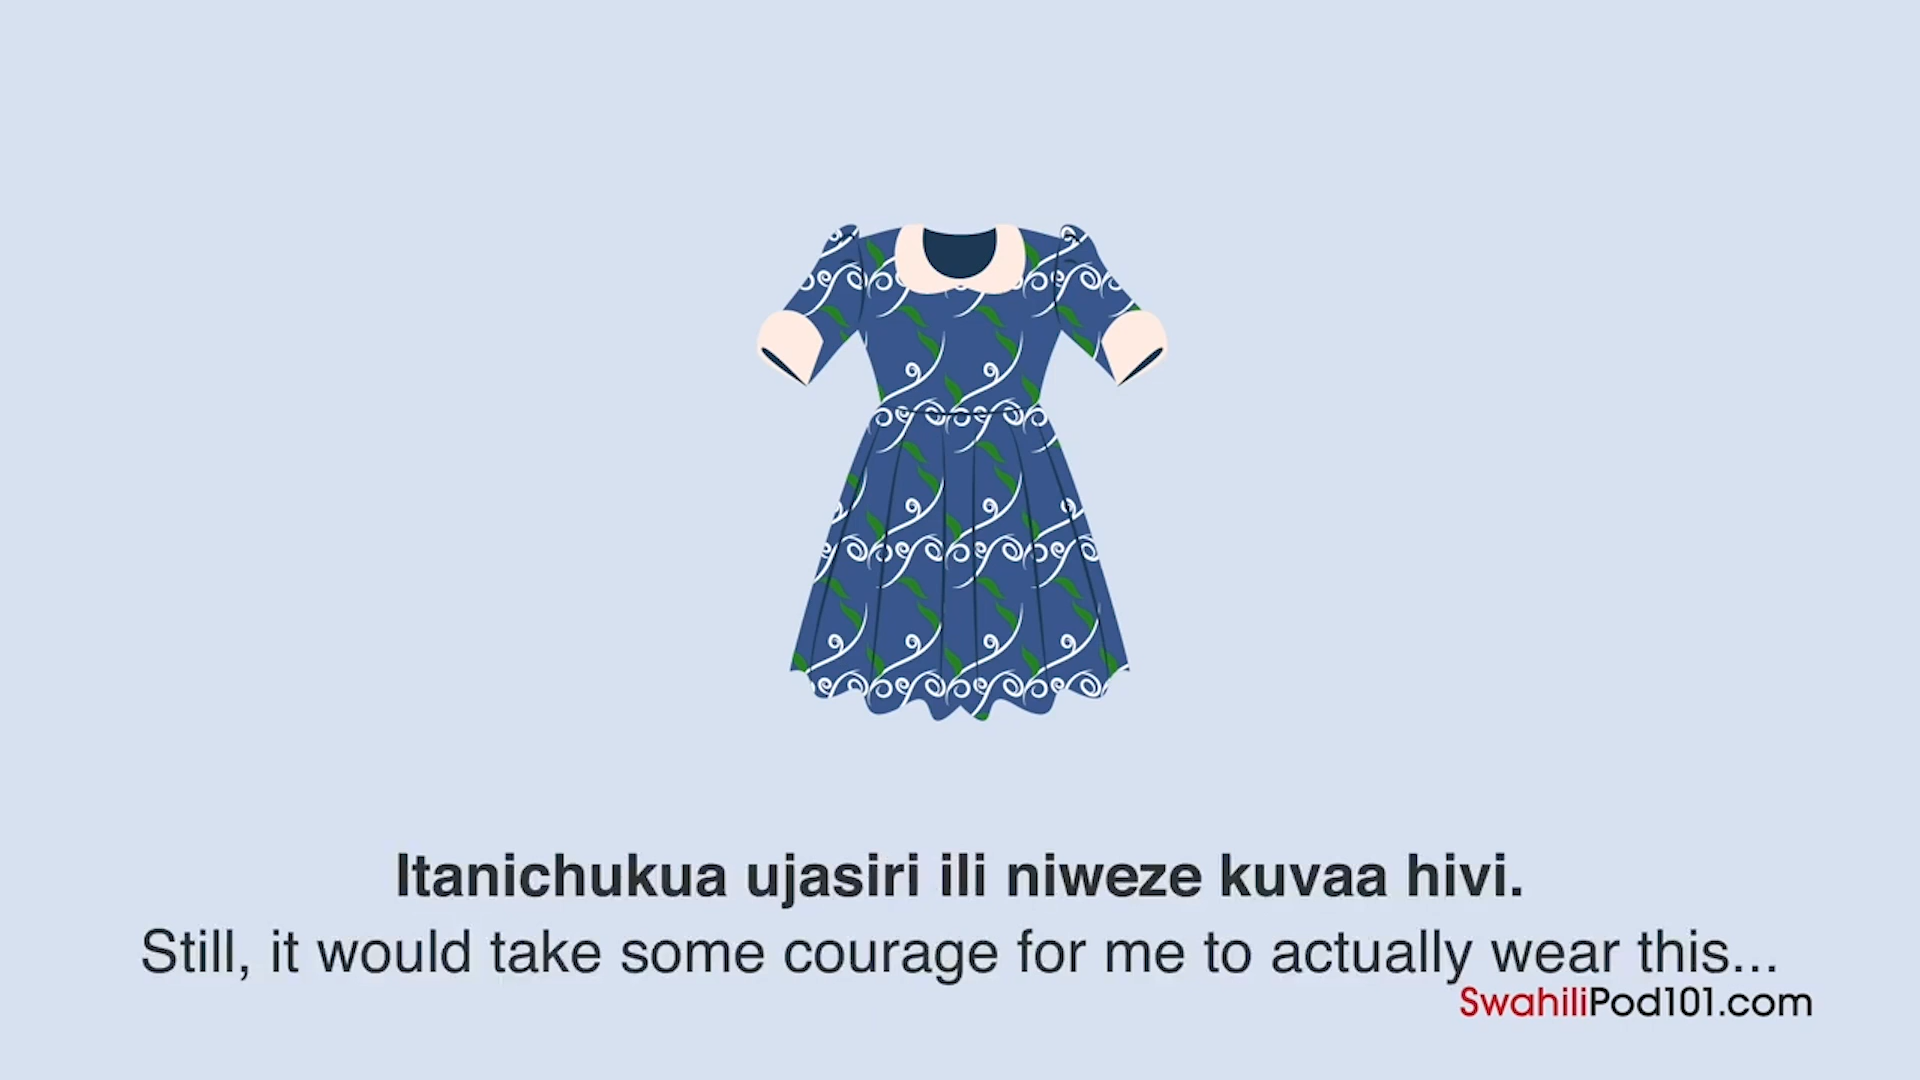 Itanichukua ujasiri ili niweze kuvaa hivi.
Still, it would take some courage for me to actually wear this...
SwahiliPod101.com